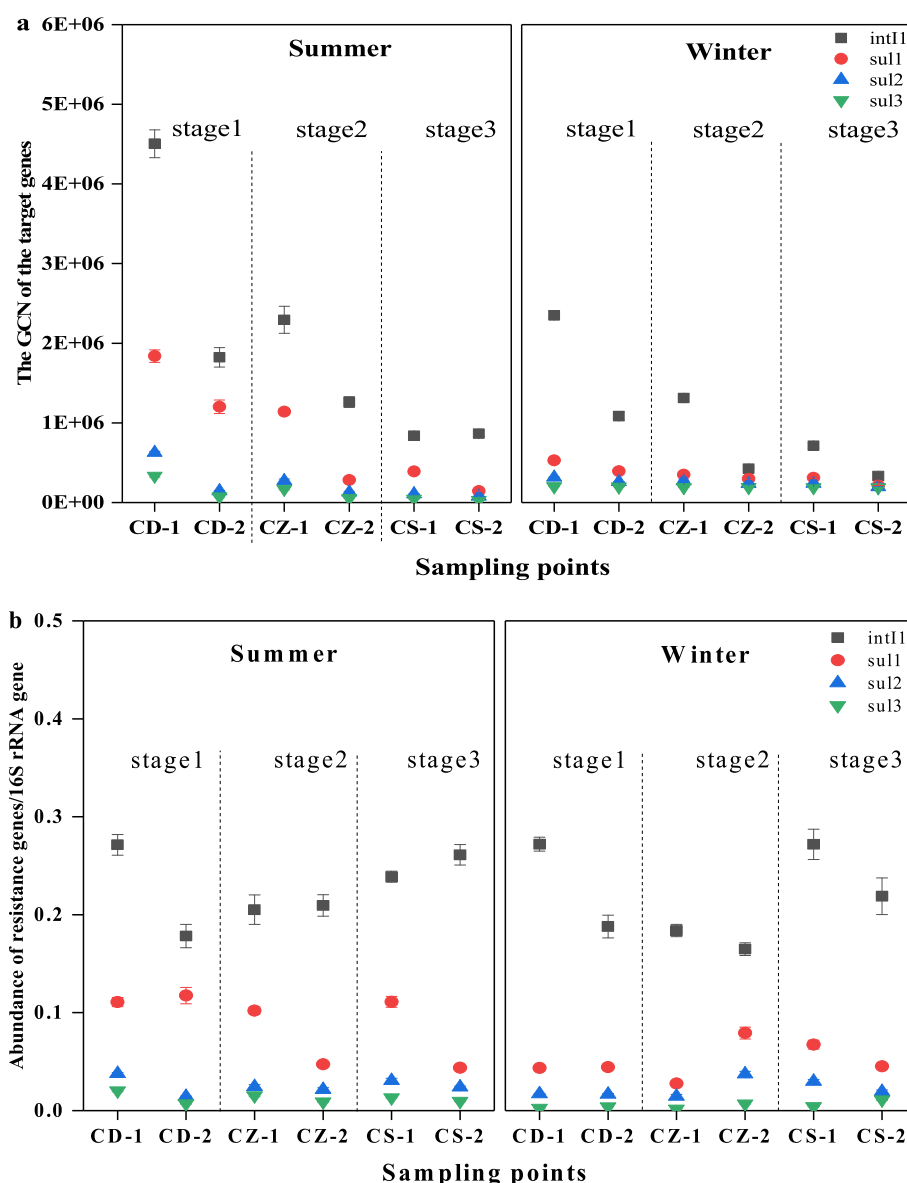 a
The GCN of the target genes
6E+06
5E+06
4E+06
3E+06
2E+06
1E+06
0E+00
Summer
stage1
stage2
stage3
Winter
stage1
stage2
stage3
intI1
sul1
sul2
sul3
CD-1 CD-2 CZ-1 CZ-2 CS-1 CS-2
CD-1 CD-2 CZ-1 CZ-2 CS-1 CS-2
Sampling points
b
Abundance of resistance genes/16S rRNA gene
0.5
0.4
0.3
0.2
0.1
0.0
Summer
stage1
stage2
stage3
Winter
stage1
stage2
stage3
intI1
sul1
sul2
sul3
CD-1 CD-2 CZ-1 CZ-2 CS-1 CS-2
CD-1 CD-2 CZ-1 CZ-2 CS-1 CS-2
Sampling points